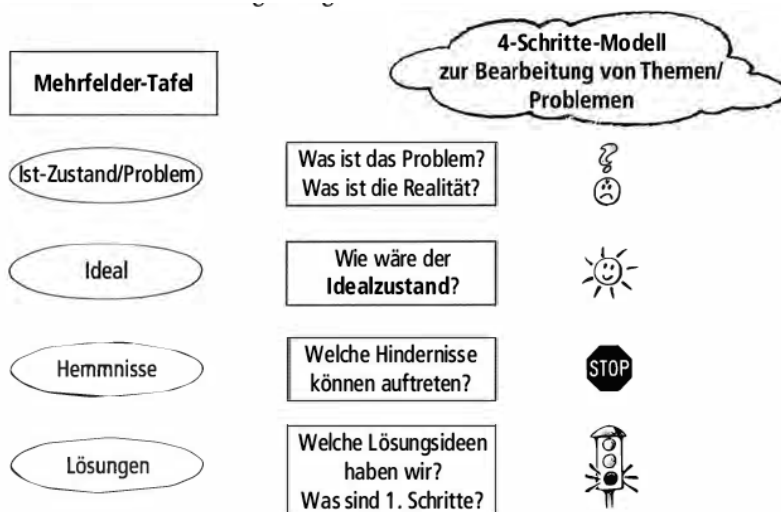 4-Schritte-Modell
zur Bearbeitung von Themen/
Problemen
Mehrfelder-Tafel
Ist-Zustand/Problem
Was ist das Problem?
Was ist die Realität?
Ideal
Wie wäre der
Idealzustand?
Hemmnisse
Welche Hindernisse
können auftreten?
STOP
Lösungen
Welche Lösungsideen
haben wir?
Was sind 1. Schritte?